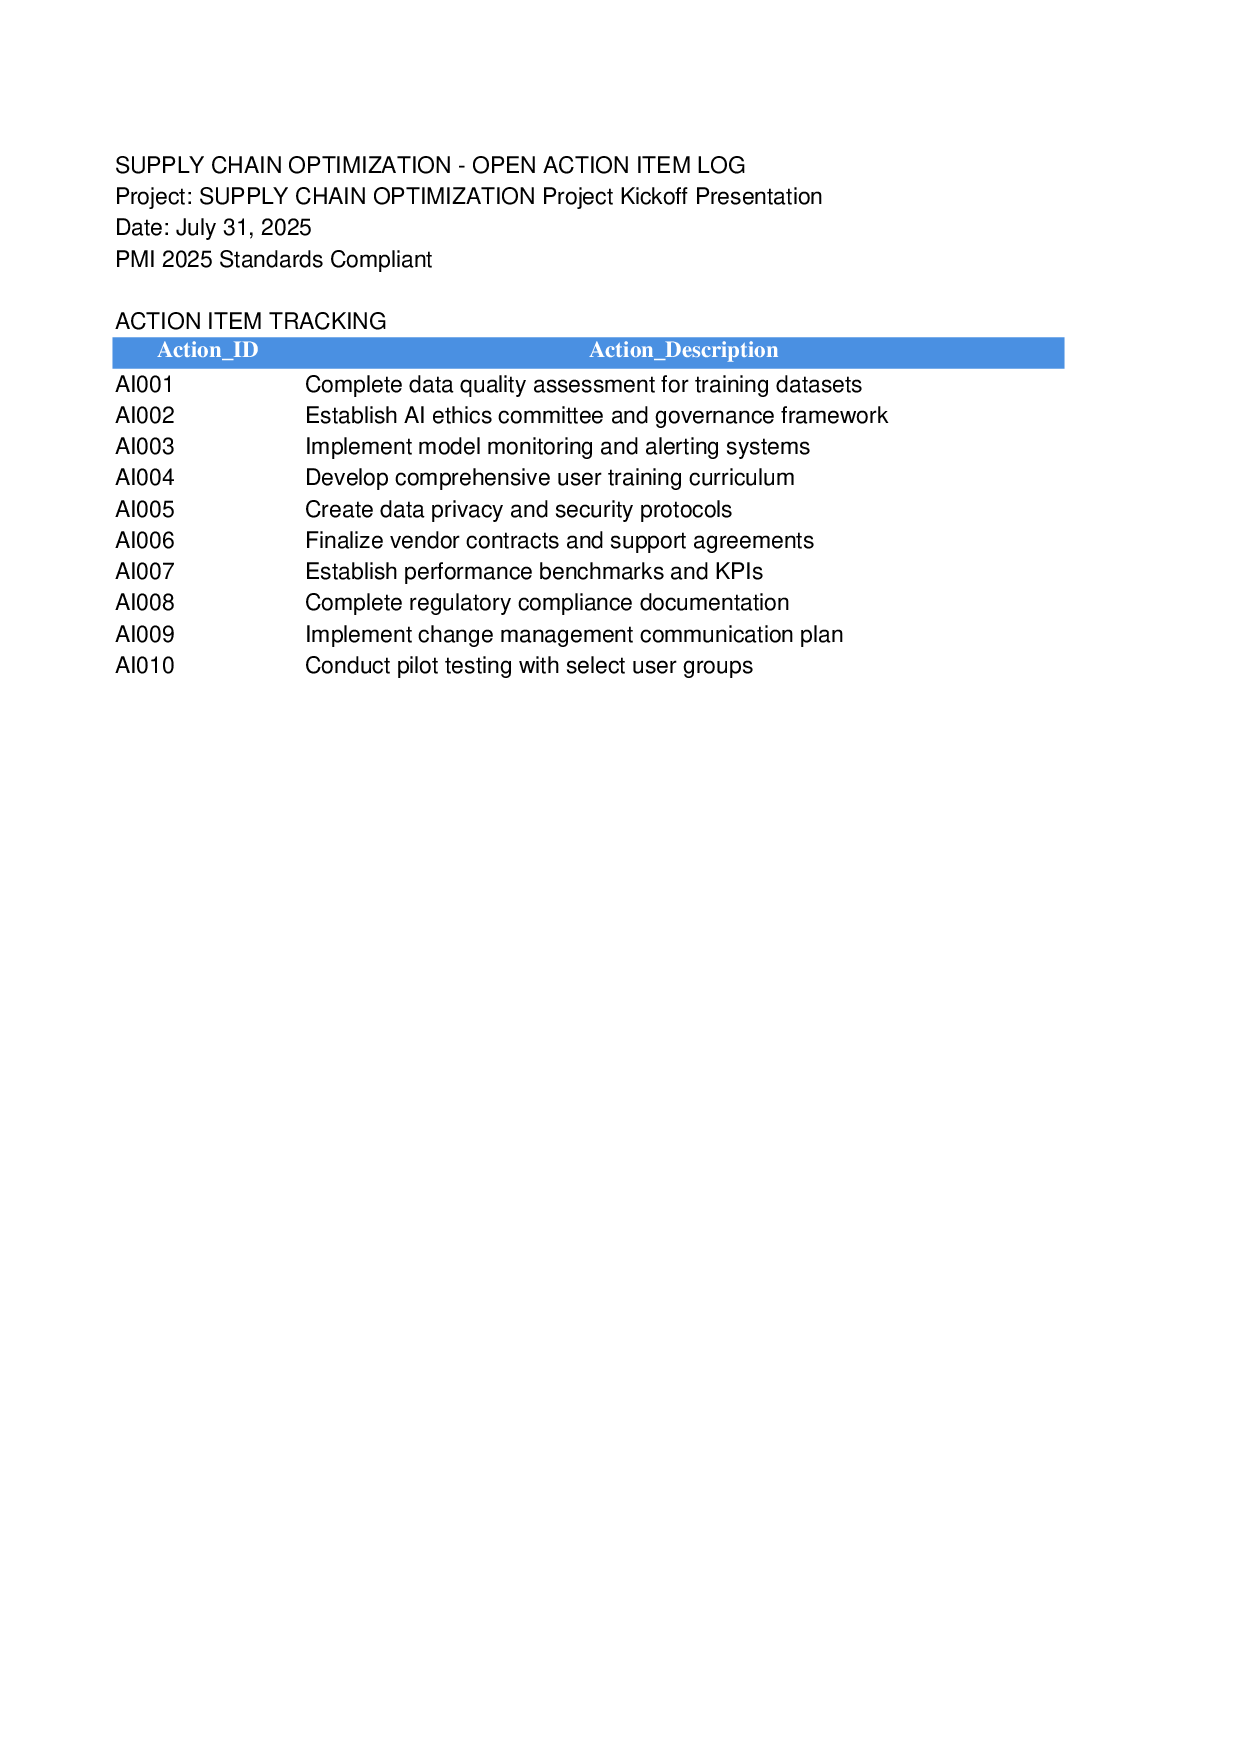 SUPPLY CHAIN OPTIMIZATION - OPEN ACTION ITEM LOG
Project: SUPPLY CHAIN OPTIMIZATION Project Kickoff Presentation
Date: July 31, 2025
PMI 2025 Standards Compliant
ACTION ITEM TRACKING
Action_ID Action_Description
AI001 Complete data quality assessment for training datasets
AI002 Establish AI ethics committee and governance framework
AI003 Implement model monitoring and alerting systems
AI004 Develop comprehensive user training curriculum
AI005 Create data privacy and security protocols
AI006 Finalize vendor contracts and support agreements
AI007 Establish performance benchmarks and KPIs
AI008 Complete regulatory compliance documentation
AI009 Implement change management communication plan
AI010 Conduct pilot testing with select user groups